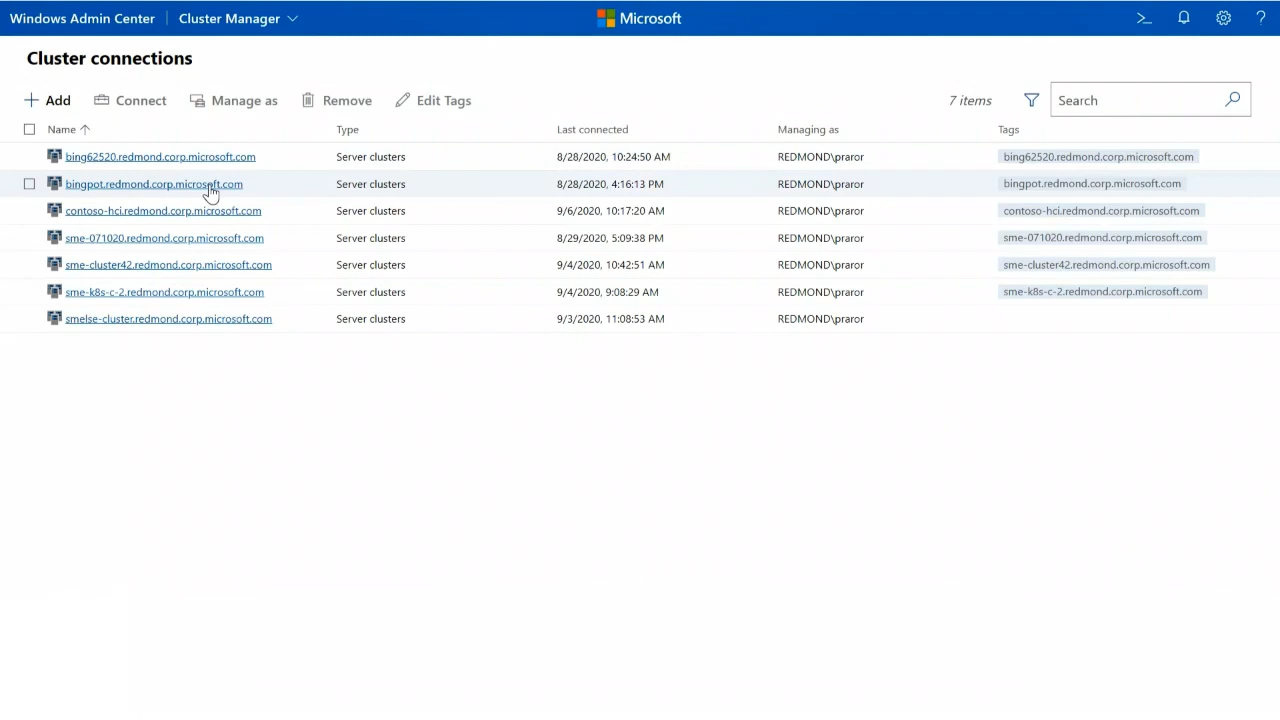 Windows Admin Center Cluster Manager Microsoft ?
Cluster connections
Add Connect Manage as Remove Edit Tags 7 items Search
Name Type Last connected Managing as Tags
bing62520.redmond.corp.microsoft.com Server clusters 8/28/2020, 10:24:50 AM REDMOND\praror bing62520.redmond.corp.microsoft.com
bingpot.redmond.corp.microsoft.com Server clusters 8/28/2020, 4:16:13 PM REDMOND\praror bingpot.redmond.corp.microsoft.com
contoso-hci.redmond.corp.microsoft.com Server clusters 9/6/2020, 10:17:20 AM REDMOND\praror contoso-hci.redmond.corp.microsoft.com
sme-071020.redmond.corp.microsoft.com Server clusters 8/29/2020, 5:09:38 PM REDMOND\praror sme-071020.redmond.corp.microsoft.com
sme-cluster42.redmond.corp.microsoft.com Server clusters 9/4/2020, 10:42:51 AM REDMOND\praror sme-cluster42.redmond.corp.microsoft.com
sme-k8s-c-2.redmond.corp.microsoft.com Server clusters 9/4/2020, 9:08:29 AM REDMOND\praror sme-k8s-c-2.redmond.corp.microsoft.com
smelse-cluster.redmond.corp.microsoft.com Server clusters 9/3/2020, 11:08:53 AM REDMOND\praror